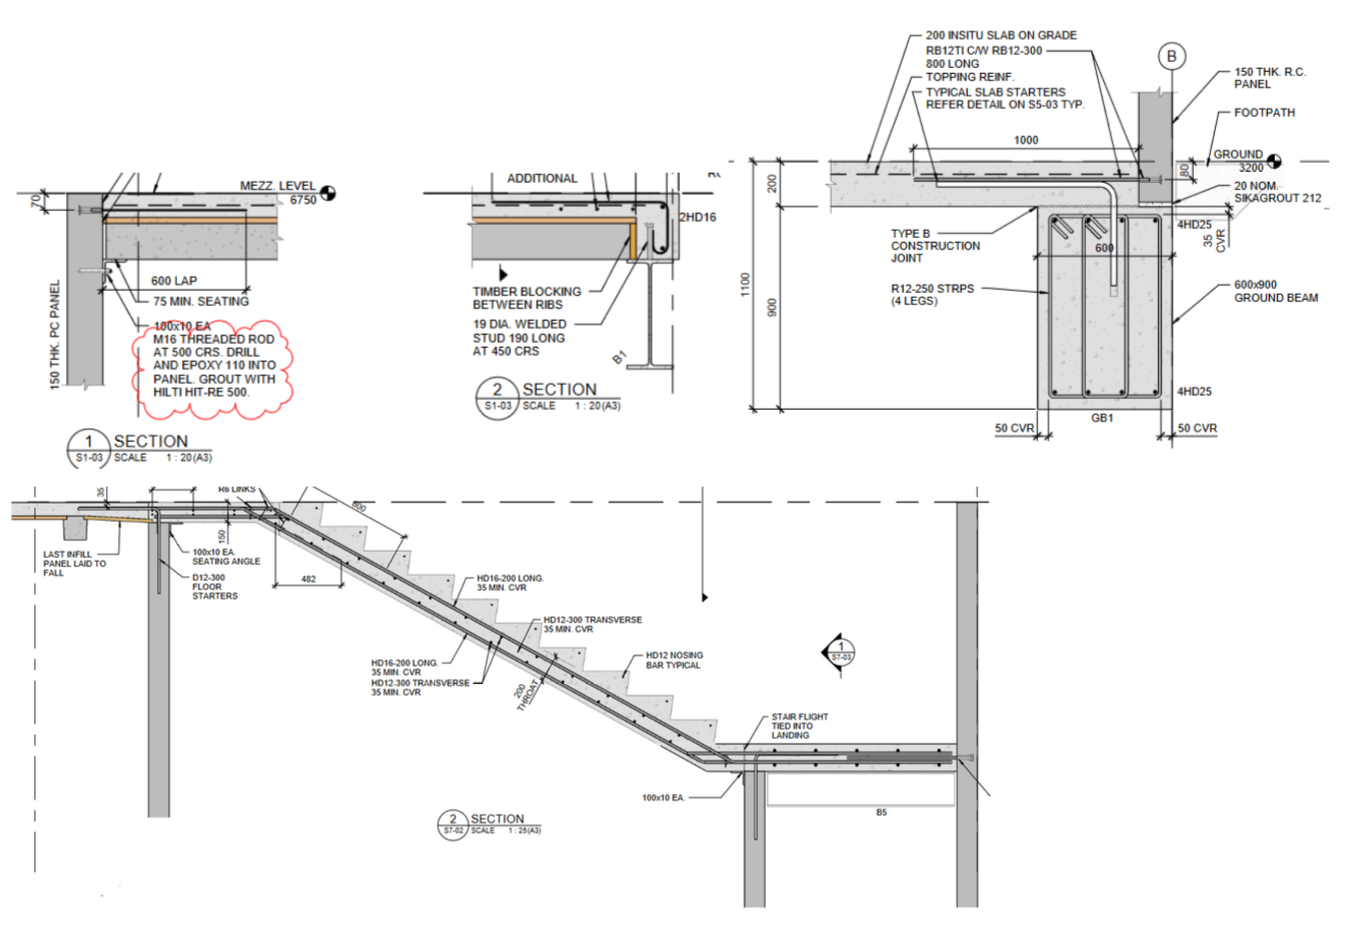 70
MEZZ. LEVEL
6750
600 LAP
75 MIN. SEATING
100x10 EA
M16 THREADED ROD
AT 500 CRS. DRILL
AND EPOXY 110 INTO
PANEL. GROUT WITH
HILTI HIT-RE 500.
150 THK. PC PANEL
1
S1-03
SECTION
SCALE 1 : 20(A3)
ADDITIONAL
2HD16
TIMBER BLOCKING
BETWEEN RIBS
19 DIA. WELDED
STUD 190 LONG
AT 450 CRS
B1
2
S1-03
SECTION
SCALE 1 : 20(A3)
200 INSITU SLAB ON GRADE
RB12TI C/W RB12-300
800 LONG
TOPPING REINF.
TYPICAL SLAB STARTERS
REFER DETAIL ON S5-03 TYP.
B
150 THK. R.C.
PANEL
FOOTPATH
1000
GROUND
3200
80
20 NOM.
SIKAGROUT 212
200
4HD25
35
CVR
TYPE B
CONSTRUCTION
JOINT
600
1100
900
R12-250 STRPS
(4 LEGS)
600x900
GROUND BEAM
4HD25
GB1
50 CVR
50 CVR
35
R6 LINKS
600
150
LAST INFILL
PANEL LAID TO
FALL
100x10 EA.
SEATING ANGLE
D12-300
FLOOR
STARTERS
482
HD16-200 LONG.
35 MIN. CVR
HD12-300 TRANSVERSE
35 MIN. CVR
HD16-200 LONG.
35 MIN. CVR
HD12-300 TRANSVERSE
35 MIN. CVR
200
THROAT
HD12 NOSING
BAR TYPICAL
1
S7-03
STAIR FLIGHT
TIED INTO
LANDING
100x10 EA.
B5
2
S7-02
SECTION
SCALE 1 : 25(A3)